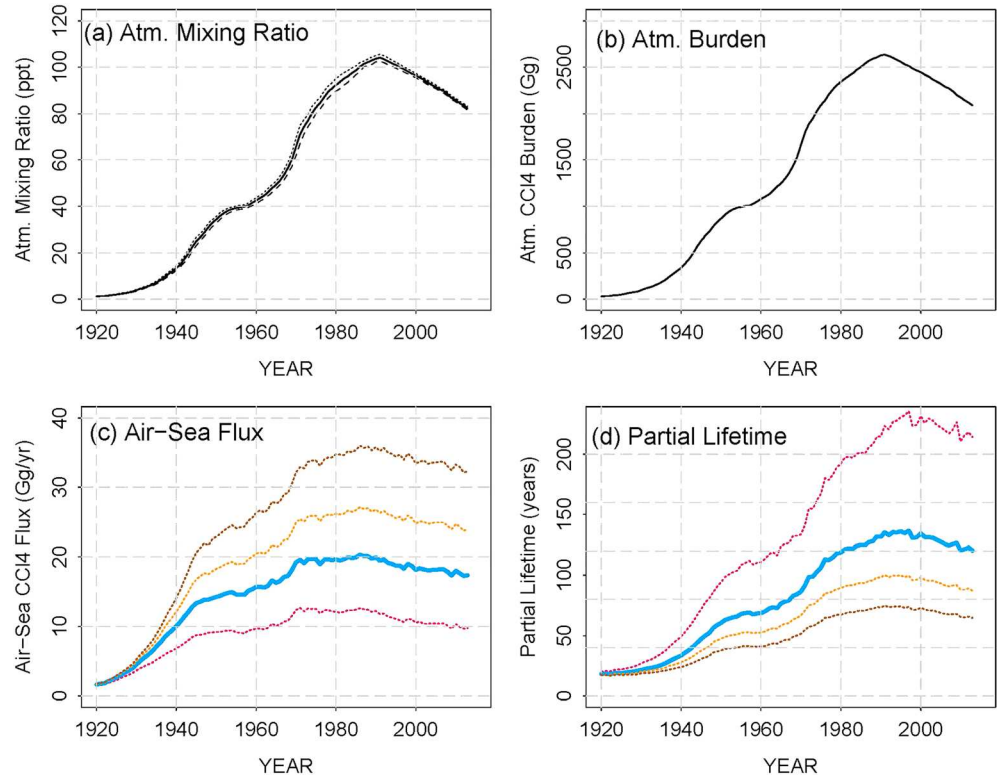 (a) Atm. Mixing Ratio
Atm. Mixing Ratio (ppt)
0 20 40 60 80 100 120
1920 1940 1960 1980 2000
YEAR
(b) Atm. Burden
Atm. CCl4 Burden (Gg)
0 500 1500 2500
1920 1940 1960 1980 2000
YEAR
(c) Air−Sea Flux
Air−Sea CCl4 Flux (Gg/yr)
0 10 20 30 40
1920 1940 1960 1980 2000
YEAR
(d) Partial Lifetime
Partial Lifetime (years)
0 50 100 150 200
1920 1940 1960 1980 2000
YEAR